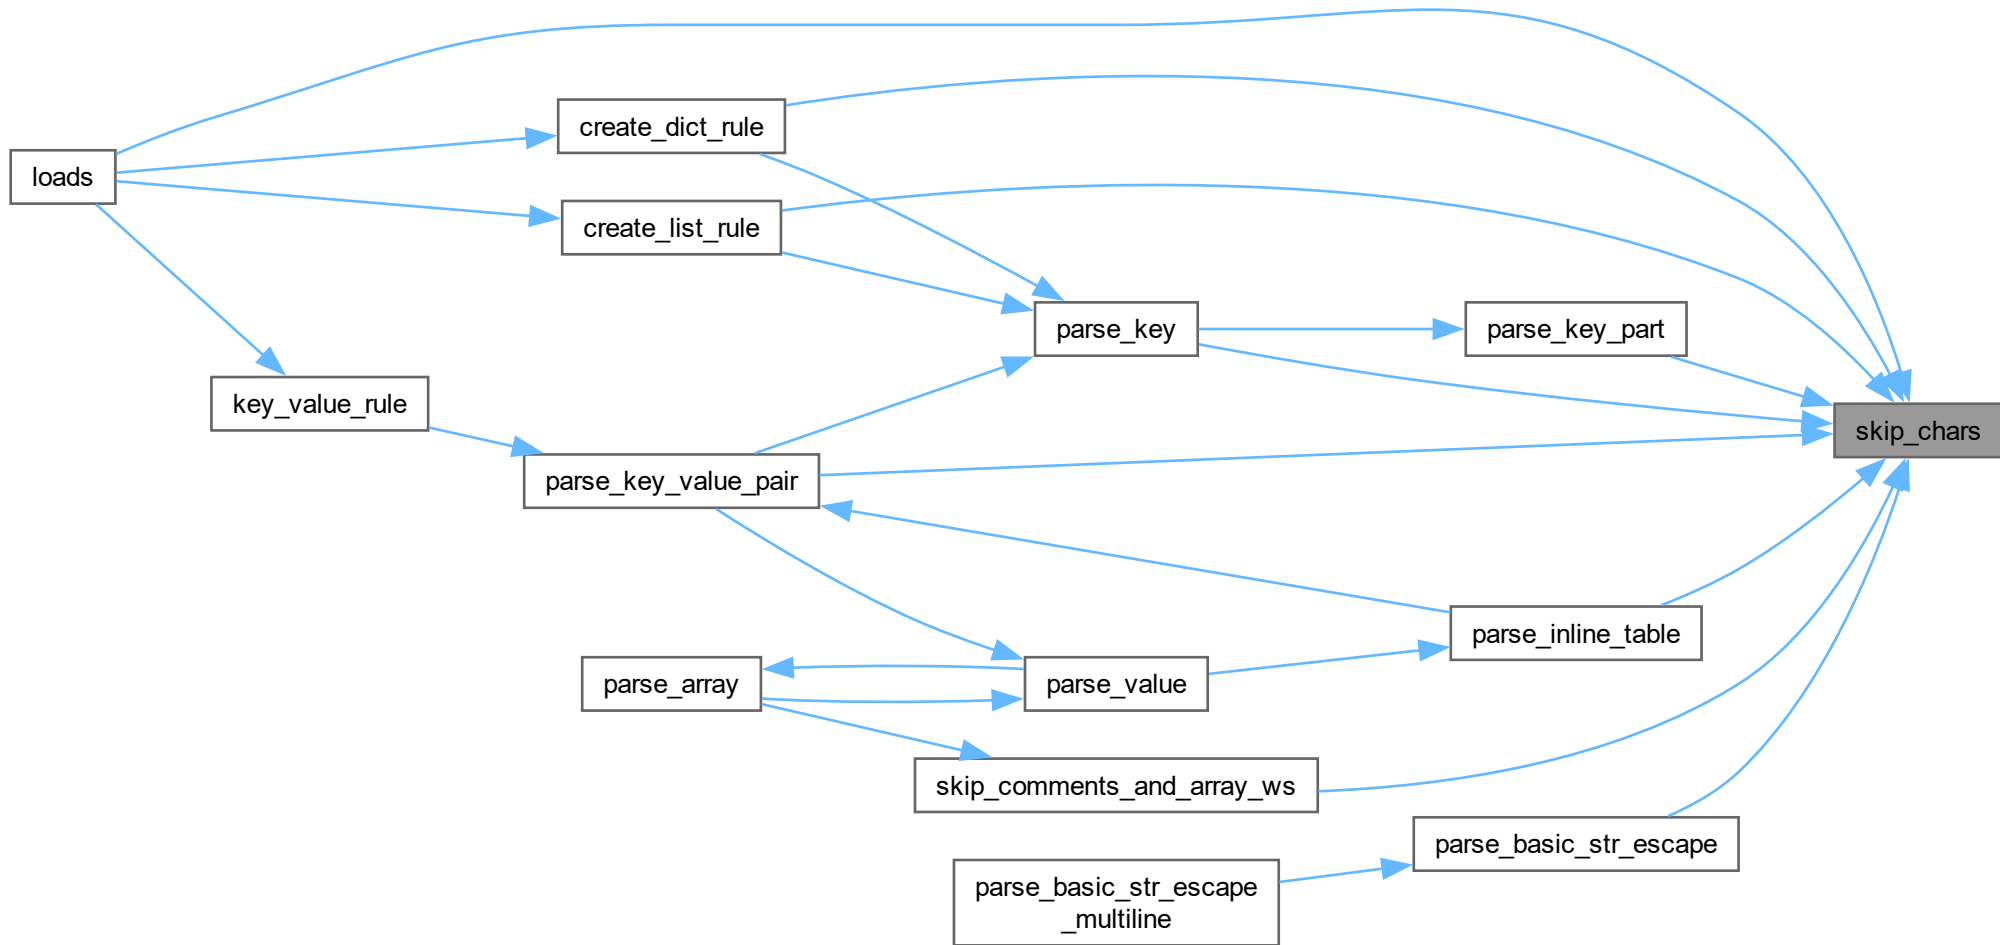 create_dict_rule
loads
create_list_rule
parse_key
parse_key_part
key_value_rule
skip_chars
parse_key_value_pair
parse_inline_table
parse_array
parse_value
skip_comments_and_array_ws
parse_basic_str_escape
parse_basic_str_escape
_multiline